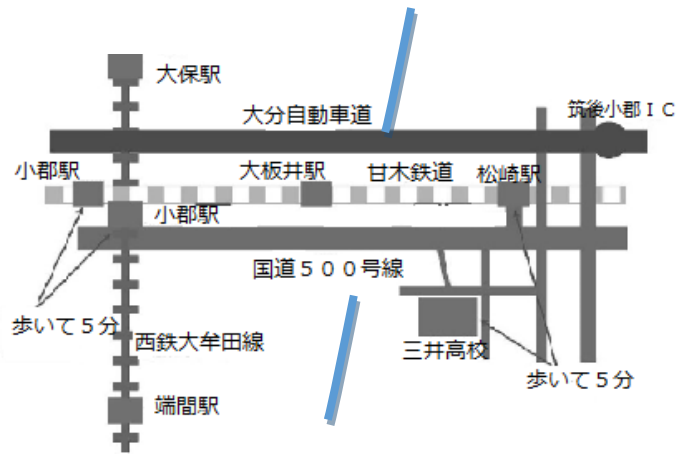 大保駅
筑後小郡ＩＣ
大分自動車道
小郡駅
大板井駅
甘木鉄道
松崎駅
小郡駅
国道５００号線
歩いて５分
西鉄大牟田線
三井高校
歩いて５分
端間駅